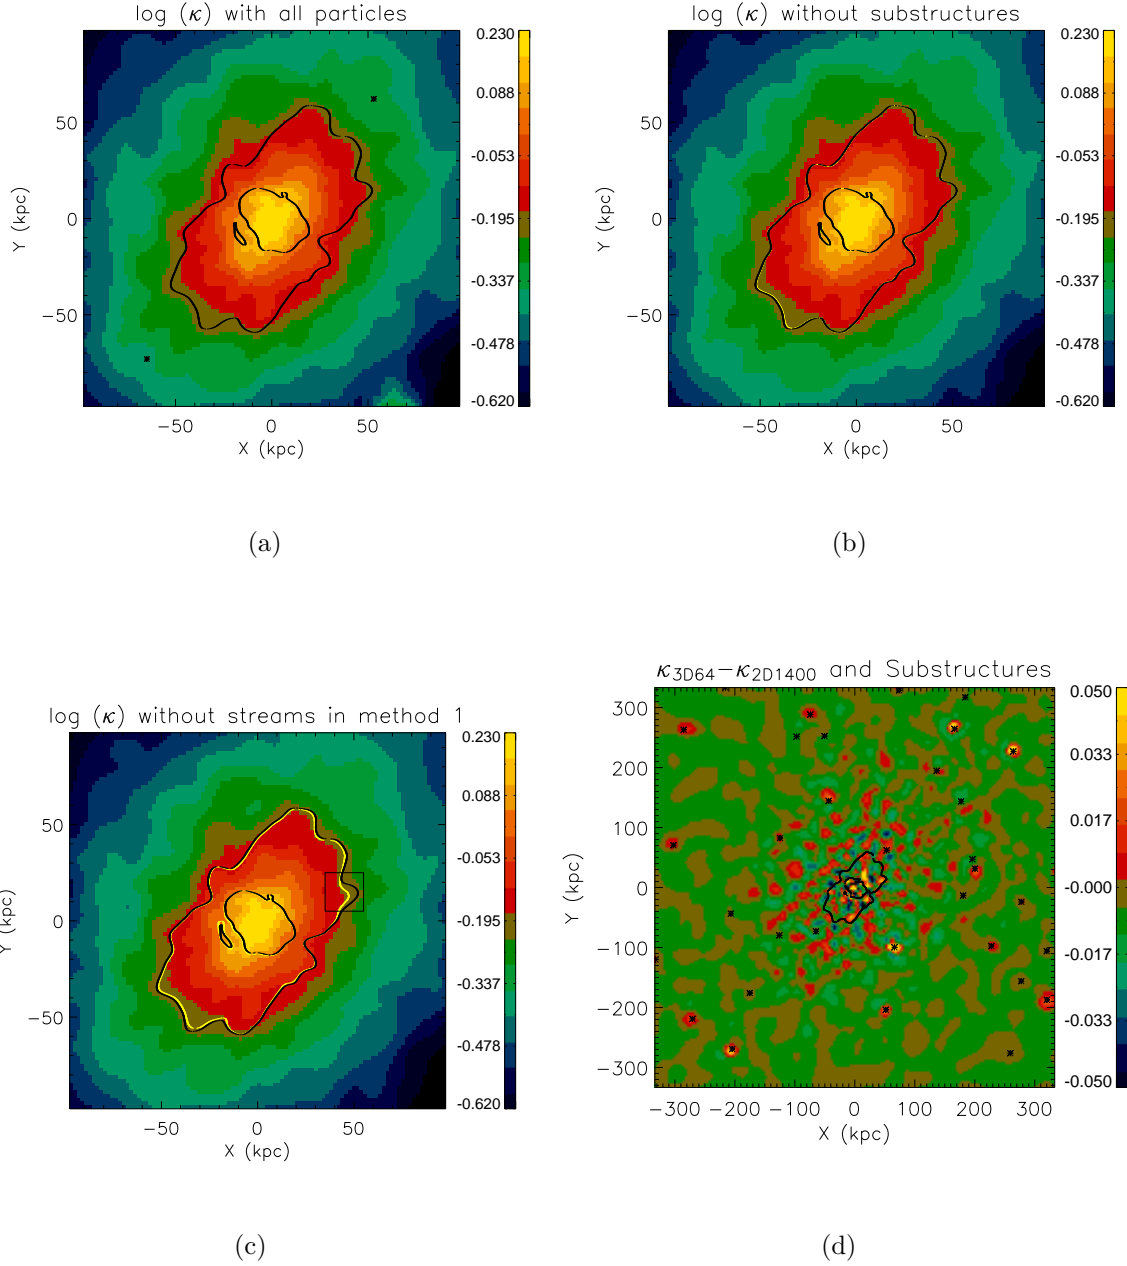 log (κ) with all particles
log (κ) without substructures
0.230
0.088
-0.053
-0.195
-0.337
-0.478
-0.620
50
0
−50
Y (kpc)
−50 0 50
X (kpc)
0.230
0.088
-0.053
-0.195
-0.337
-0.478
-0.620
50
0
−50
Y (kpc)
−50 0 50
X (kpc)
(a)
(b)
log (κ) without streams in method 1
κ3D64−κ2D1400 and Substructures
0.230
0.088
-0.053
-0.195
-0.337
-0.478
-0.620
50
0
−50
Y (kpc)
−50 0 50
X (kpc)
0.050
0.033
0.017
-0.000
-0.017
-0.033
-0.050
300
200
100
0
−100
−200
−300
Y (kpc)
−300 −200 −100 0 100 200 300
X (kpc)
(c)
(d)